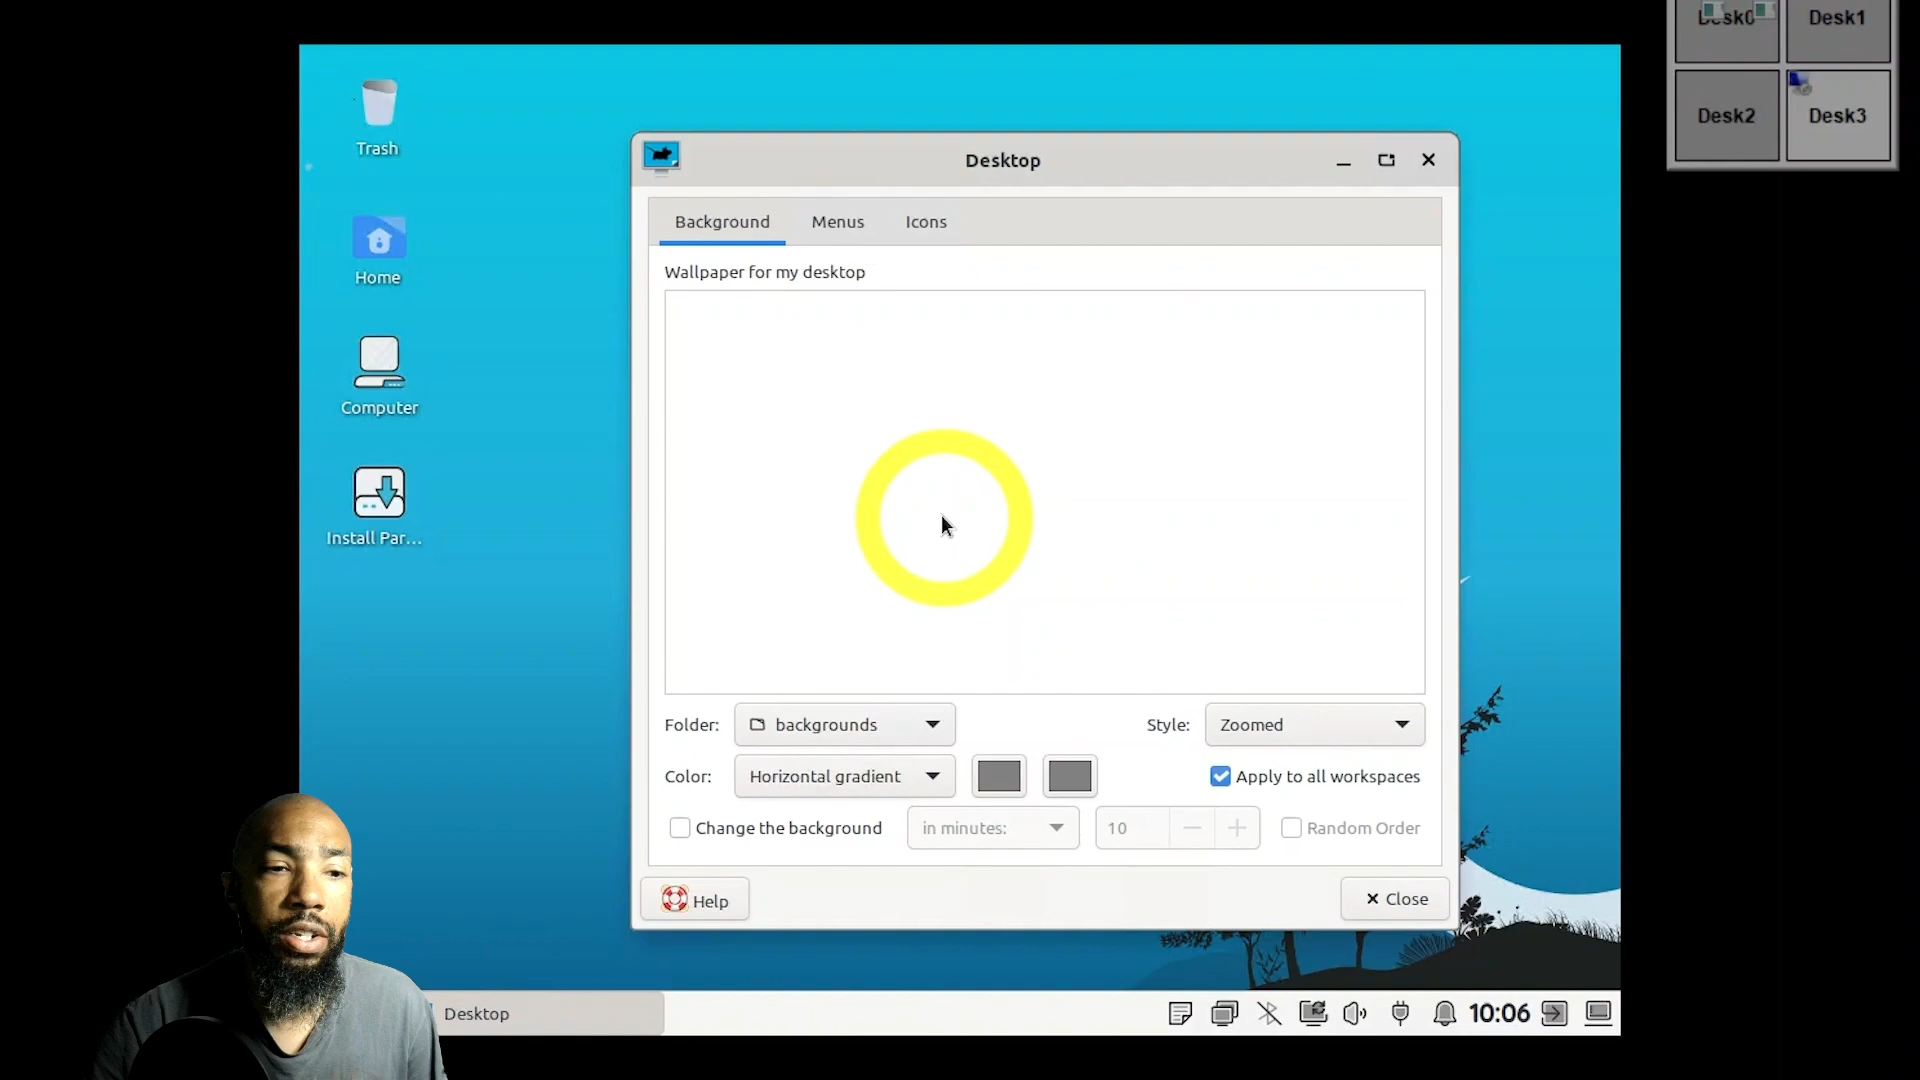 Desk0
Desk1
Desk2
Desk3
Trash
Home
Computer
Install Par...
Desktop
Background
Menus
Icons
Wallpaper for my desktop
Folder:
backgrounds
Style:
Zoomed
Color:
Horizontal gradient
Apply to all workspaces
Change the background
in minutes:
10
Random Order
Help
Close
Desktop
10:06